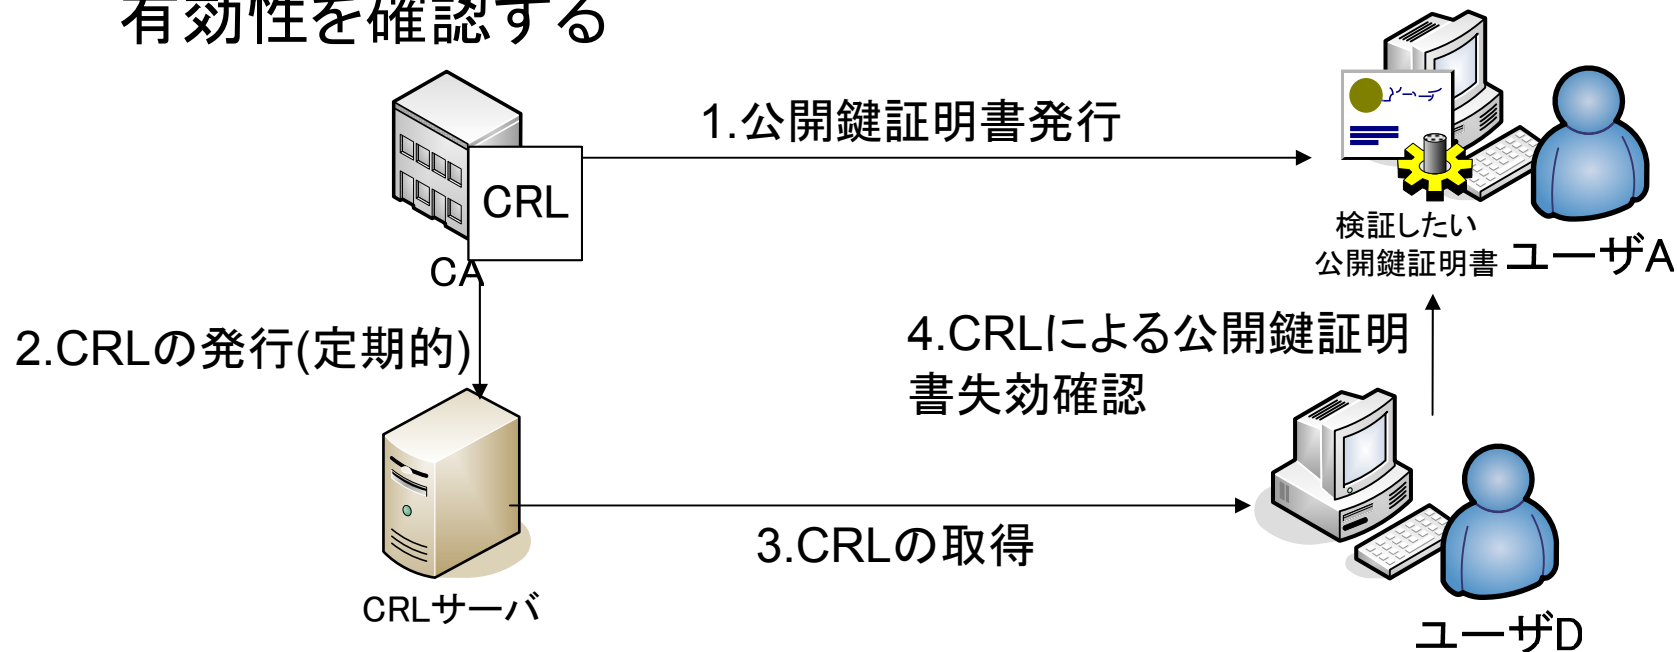 有効性を確認する
1.公開鍵証明書発行
CRL
CA
検証したい
公開鍵証明書
ユーザA
2.CRLの発行(定期的)
4.CRLによる公開鍵証明
書失効確認
3.CRLの取得
CRLサーバ
ユーザD